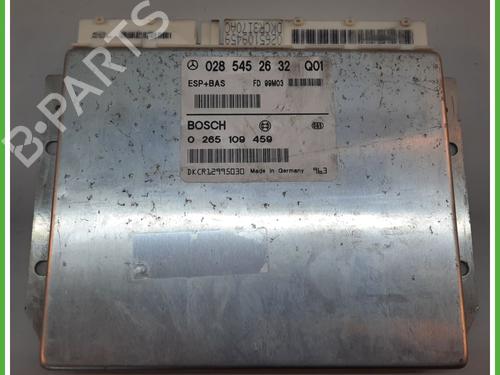 028 545 26 32 Q01
ESP+BAS FD 99M03
BOSCH
0 265 109 459
DKCR12995030 Made in Germany 963
B-PARTS